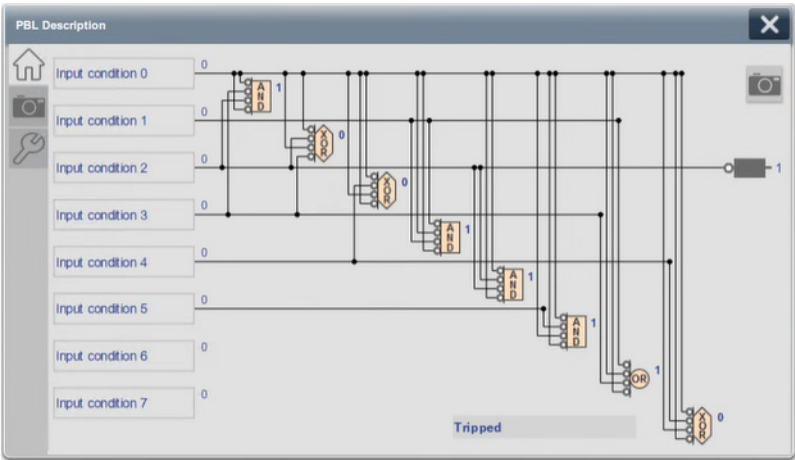 PBL Description
Input condition 0 0
AND 1
Input condition 1 0
XOR 0
Input condition 2 0
1
XOR 0
Input condition 3 0
AND 1
Input condition 4 0
AND 1
Input condition 5 0
AND 1
Input condition 6 0
OR 1
Input condition 7 0
XOR 0
Tripped